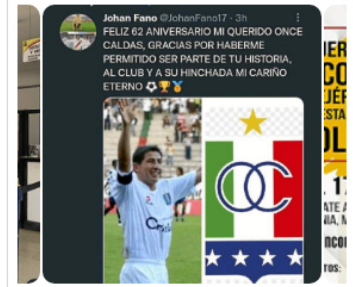 Johan Fano @JohanFano17 · 3h
FELIZ 62 ANIVERSARIO MI QUERIDO ONCE
CALDAS, GRACIAS POR HABERME
PERMITIDO SER PARTE DE TU HISTORIA,
AL CLUB Y A SU HINCHADA MI CARIÑO
ETERNO ⚽🏆🏅
OC